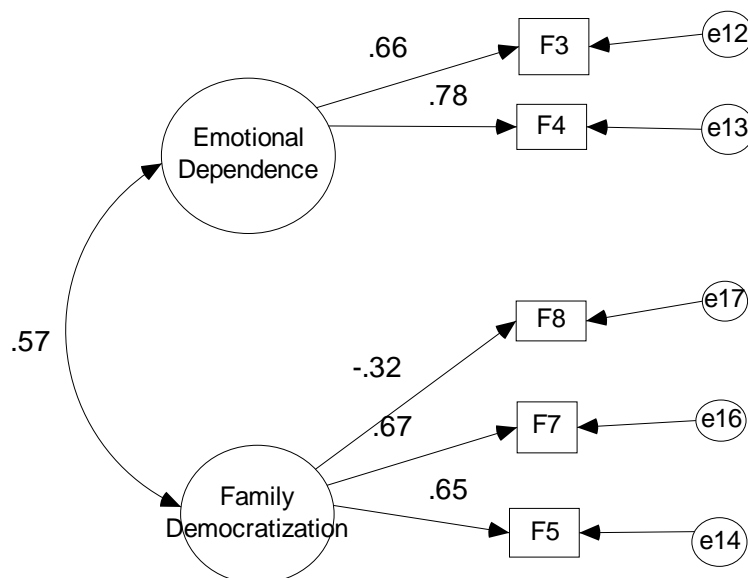 .66
F3
e12
.78
F4
e13
Emotional
Dependence
.57
-.32
F8
e17
.67
F7
e16
.65
F5
e14
Family
Democratization